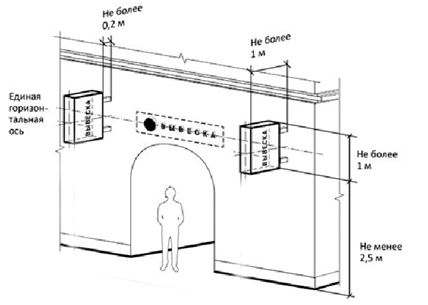 Не более
0,2 м
Не более
1 м
Единая
горизон-
тальная
ось
ВЫВЕСКА
ВЫВЕСКА
ВЫВЕСКА
Не более
1 м
Не менее
2,5 м